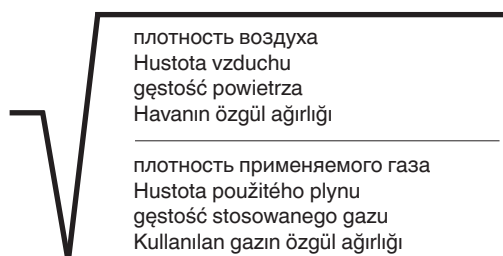 плотность воздуха
Hustota vzduchu
gęstość powietrza
Havanın özgül ağırlığı
плотность применяемого газа
Hustota použitého plynu
gęstość stosowanego gazu
Kullanılan gazın özgül ağırlığı